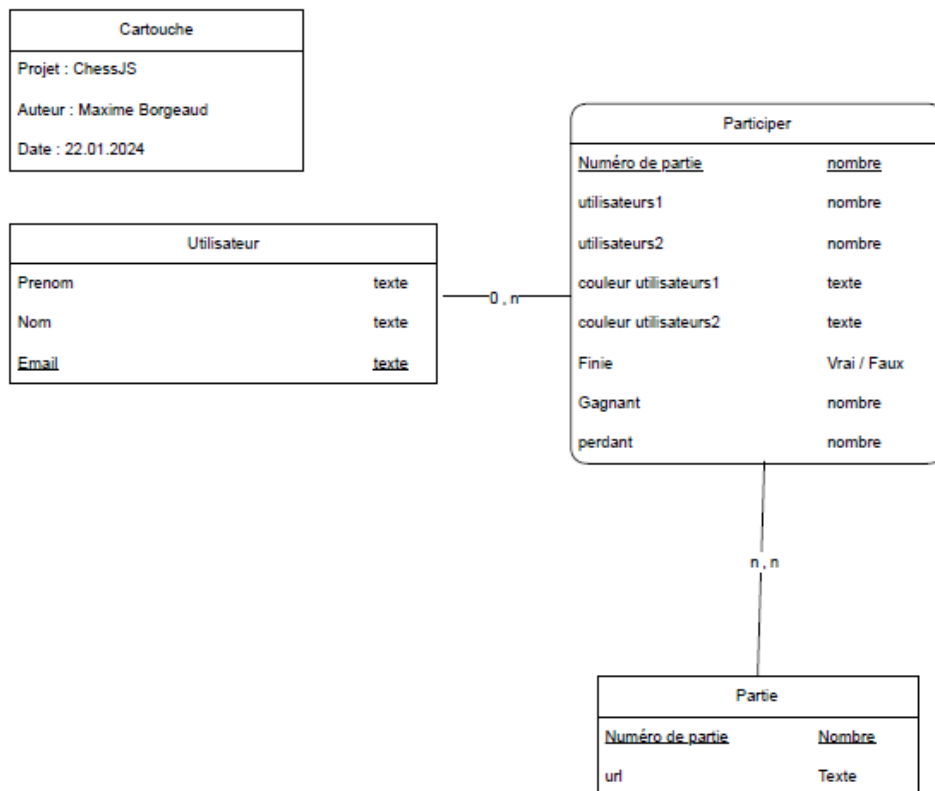 Cartouche
Projet : ChessJS
Auteur : Maxime Borgeaud
Date : 22.01.2024
Participer
Numéro de partie nombre
utilisateurs1 nombre
utilisateurs2 nombre
couleur utilisateurs1 texte
couleur utilisateurs2 texte
Finie Vrai / Faux
Gagnant nombre
perdant nombre
Utilisateur
Prenom texte
Nom texte
Email texte
0 , n
n , n
Partie
Numéro de partie Nombre
url Texte